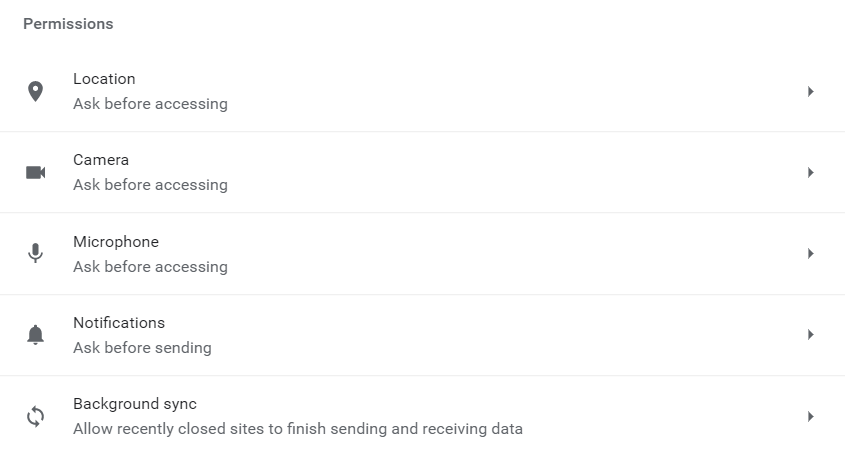 Permissions
Location
Ask before accessing
Camera
Ask before accessing
Microphone
Ask before accessing
Notifications
Ask before sending
Background sync
Allow recently closed sites to finish sending and receiving data